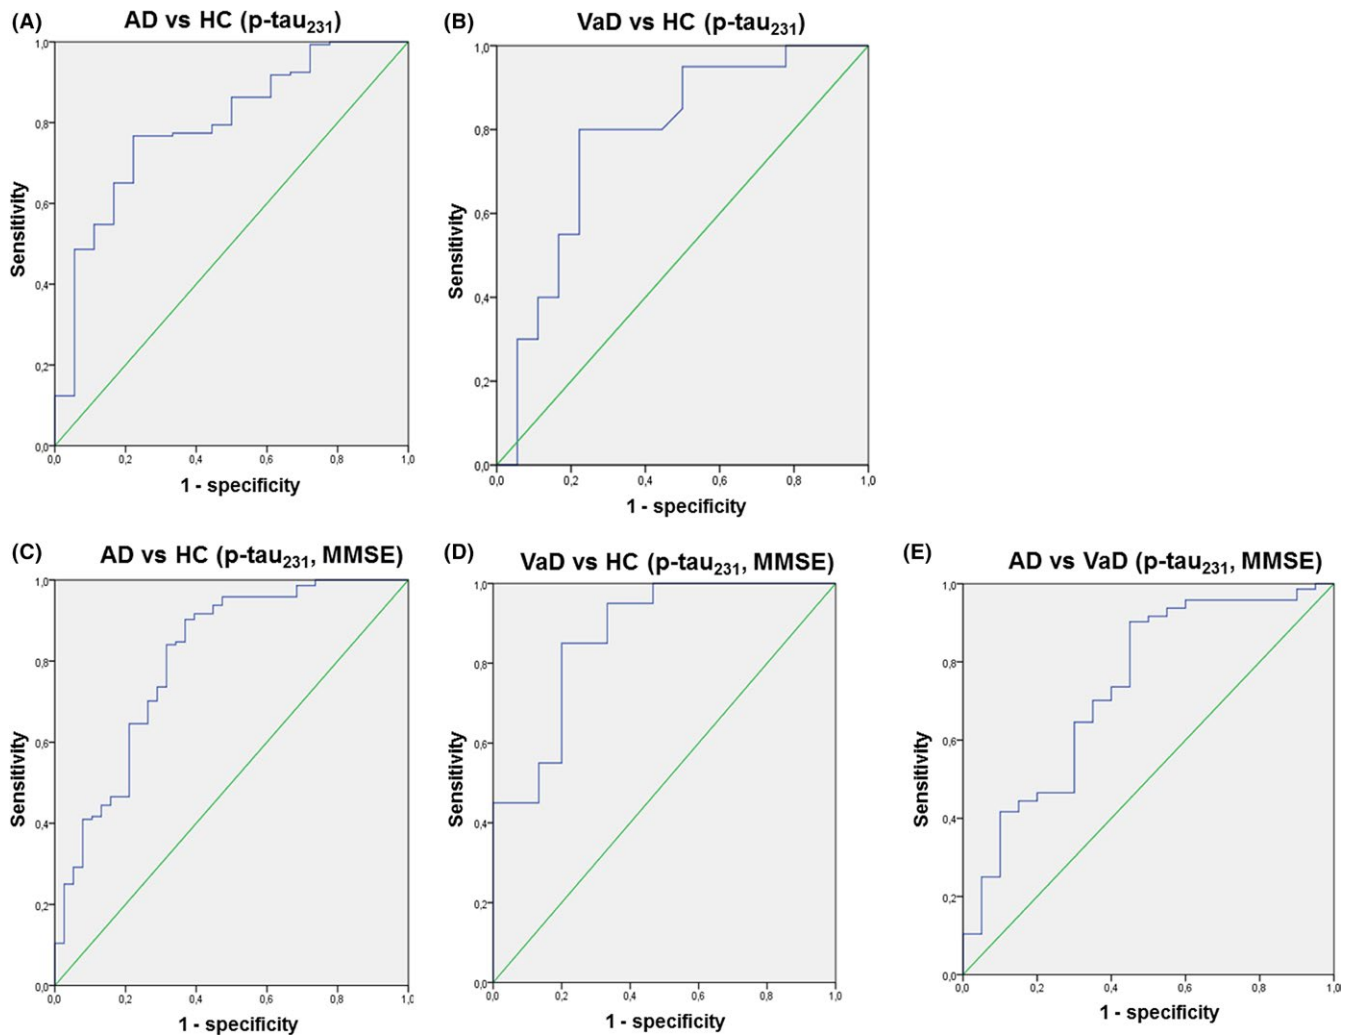 (A) AD vs HC (p-tau231)
1,0
0,8
0,6
0,4
0,2
0,0
Sensitivity
0,0 0,2 0,4 0,6 0,8 1,0
1 - specificity
(B) VaD vs HC (p-tau231)
1,0
0,8
0,6
0,4
0,2
0,0
Sensitivity
0,0 0,2 0,4 0,6 0,8 1,0
1 - specificity
(C) AD vs HC (p-tau231, MMSE)
1,0
0,8
0,6
0,4
0,2
0,0
Sensitivity
0,0 0,2 0,4 0,6 0,8 1,0
1 - specificity
(D) VaD vs HC (p-tau231, MMSE)
1,0
0,8
0,6
0,4
0,2
0,0
Sensitivity
0,0 0,2 0,4 0,6 0,8 1,0
1 - specificity
(E) AD vs VaD (p-tau231, MMSE)
1,0
0,8
0,6
0,4
0,2
0,0
Sensitivity
0,0 0,2 0,4 0,6 0,8 1,0
1 - specificity